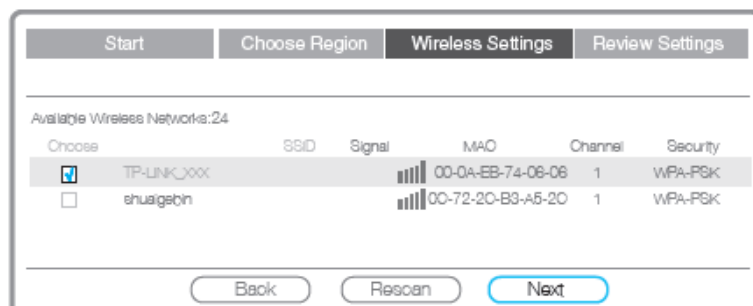 Start Choose Region Wireless Settings Review Settings
Available Wireless Networks:24
Choose SSID Signal MAC Channel Security
TP-LINK_XXX 00-0A-EB-74-06-06 1 WPA-PSK
shuaigebin 0C-72-2C-B3-A5-2C 1 WPA-PSK
Back Rescan Next